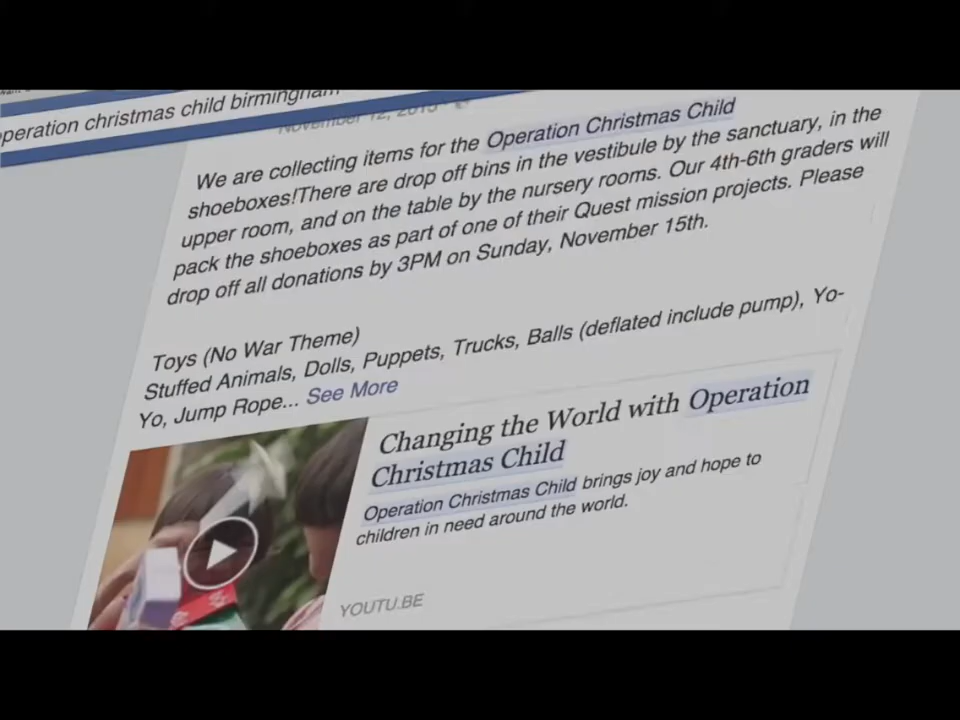 operation christmas child birmingham
November 12, 2015
We are collecting items for the Operation Christmas Child
shoeboxes!There are drop off bins in the vestibule by the sanctuary, in the
upper room, and on the table by the nursery rooms. Our 4th-6th graders will
pack the shoeboxes as part of one of their Quest mission projects. Please
drop off all donations by 3PM on Sunday, November 15th.
Toys (No War Theme)
Stuffed Animals, Dolls, Puppets, Trucks, Balls (deflated include pump), Yo-
Yo, Jump Rope... See More
Changing the World with Operation
Christmas Child
Operation Christmas Child brings joy and hope to
children in need around the world.
YOUTU.BE